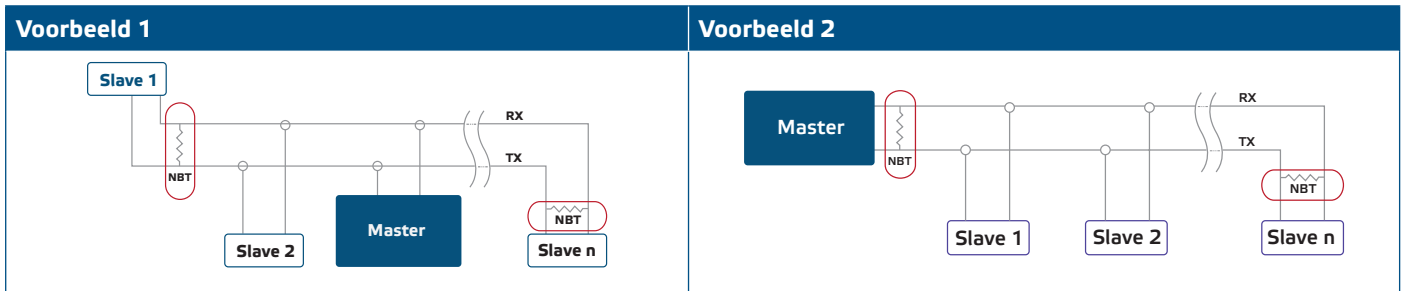 Voorbeeld 1
Slave 1
RX
TX
NBT
NBT
Master
Slave 2
Slave n
Voorbeeld 2
RX
Master
TX
NBT
NBT
Slave 1
Slave 2
Slave n